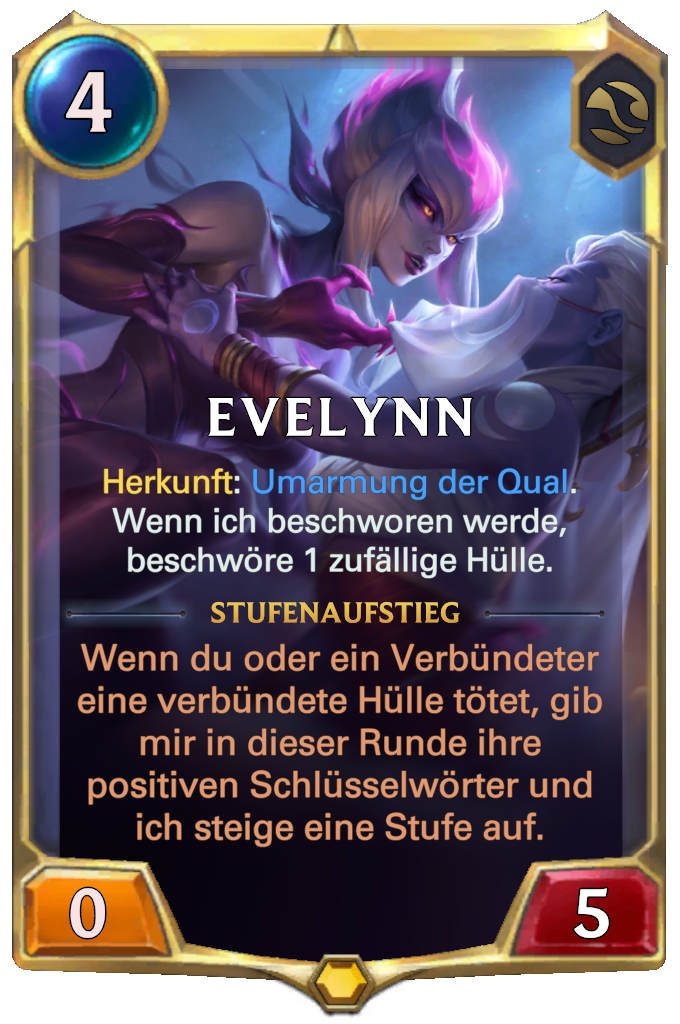 4
EVELYNN
Herkunft: Umarmung der Qual.
Wenn ich beschworen werde,
beschwöre 1 zufällige Hülle.
STUFENAUFSTIEG
Wenn du oder ein Verbündeter
eine verbündete Hülle tötet, gib
mir in dieser Runde ihre
positiven Schlüsselwörter und
ich steige eine Stufe auf.
0
5